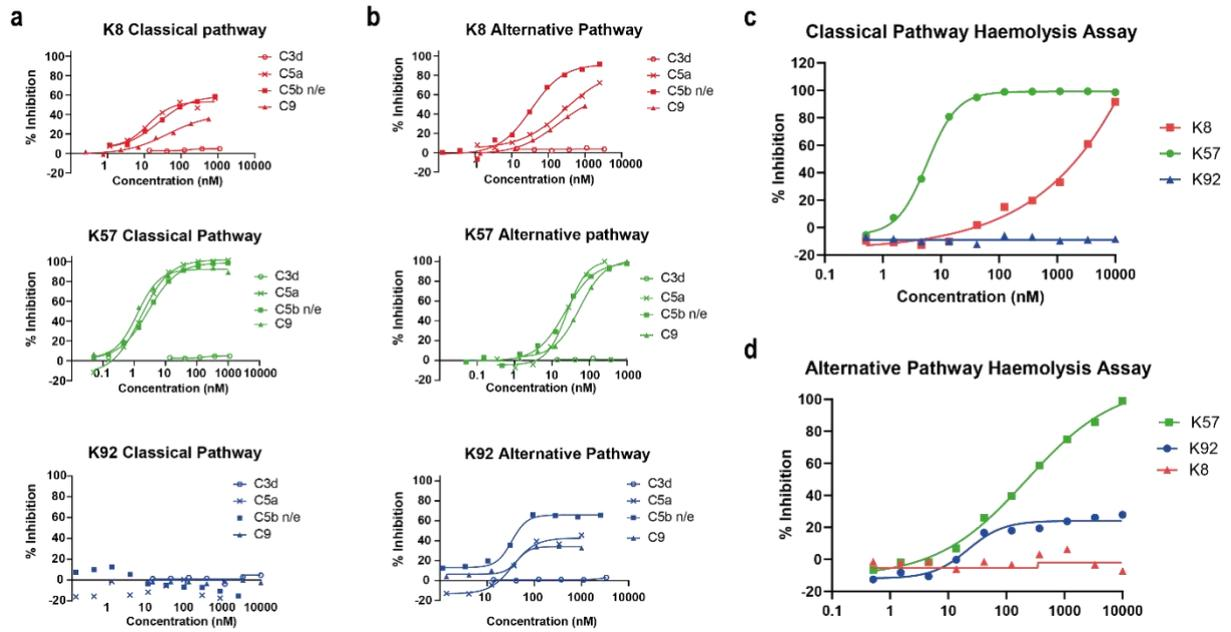 a
K8 Classical pathway
% Inhibition
100
80
60
40
20
0
-20
1
10
100
1000
10000
Concentration (nM)
C3d
C5a
C5b n/e
C9
K57 Classical Pathway
% Inhibition
100
80
60
40
20
0
-20
0.1
1
10
100
1000
10000
Concentration (nM)
C3d
C5a
C5b n/e
C9
K92 Classical Pathway
% Inhibition
100
80
60
40
20
0
-20
1
10
100
1000
10000
Concentration (nM)
C3d
C5a
C5b n/e
C9
b
K8 Alternative Pathway
% Inhibition
100
80
60
40
20
0
-20
1
10
100
1000
10000
Concentration (nM)
C3d
C5a
C5b n/e
C9
K57 Alternative pathway
% Inhibition
100
80
60
40
20
0
-20
0.1
1
10
100
1000
Concentration (nM)
C3d
C5a
C5b n/e
C9
K92 Alternative Pathway
% Inhibition
100
80
60
40
20
0
-20
10
100
1000
10000
Concentration (nM)
C3d
C5a
C5b n/e
C9
c
Classical Pathway Haemolysis Assay
% Inhibition
120
100
80
60
40
20
0
-20
0.1
1
10
100
1000
10000
Concentration (nM)
K8
K57
K92
d
Alternative Pathway Haemolysis Assay
% Inhibition
100
80
60
40
20
0
-20
0.1
1
10
100
1000
10000
Concentration (nM)
K57
K92
K8